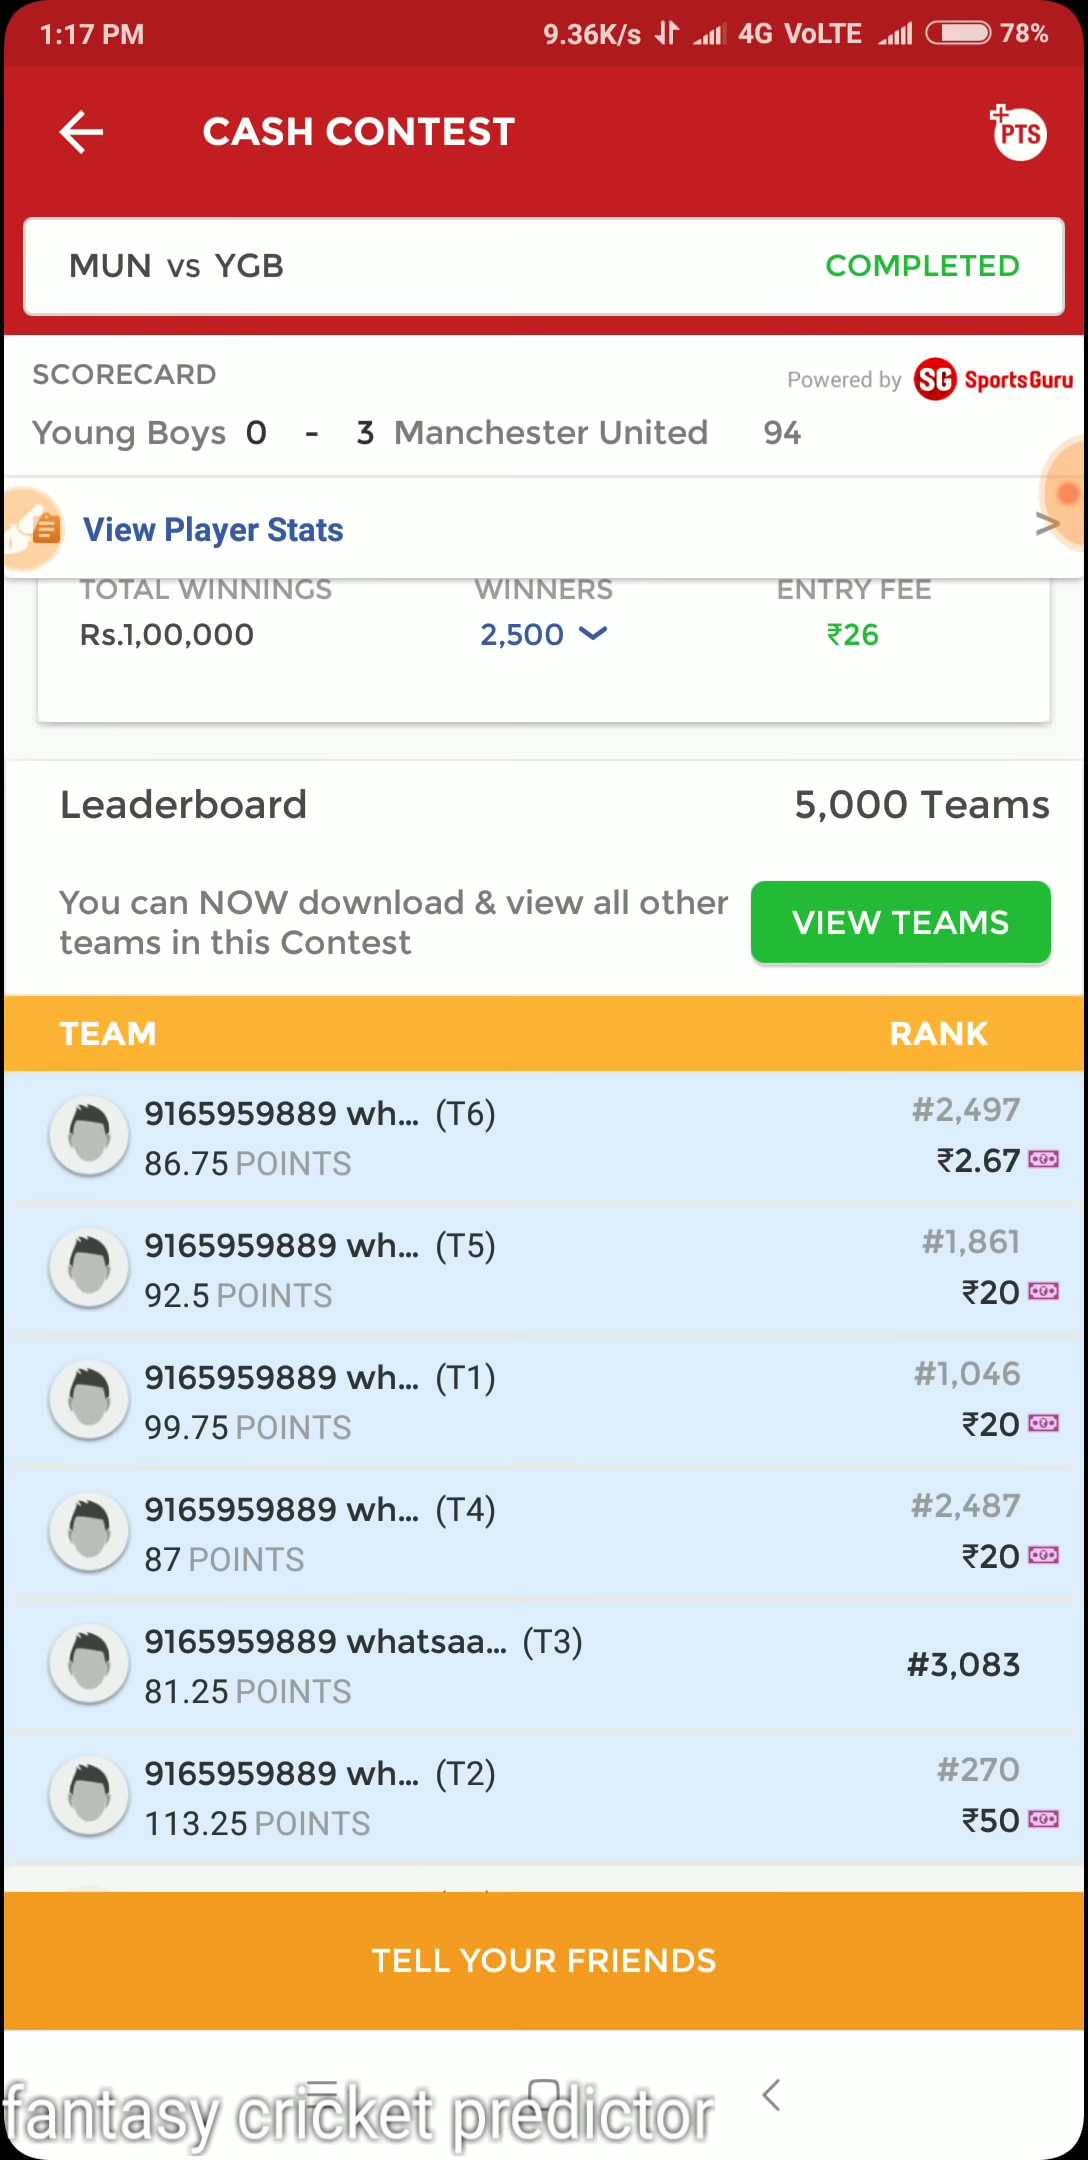 1:17 PM 9.36K/s 4G VoLTE 78%
CASH CONTEST
PTS
MUN vs YGB COMPLETED
SCORECARD
Powered by SG SportsGuru
Young Boys 0 - 3 Manchester United 94
View Player Stats >
TOTAL WINNINGS WINNERS ENTRY FEE
Rs.1,00,000 2,500 ₹26
Leaderboard 5,000 Teams
You can NOW download & view all other
teams in this Contest
VIEW TEAMS
TEAM RANK
9165959889 wh... (T6) #2,497
86.75 POINTS ₹2.67
9165959889 wh... (T5) #1,861
92.5 POINTS ₹20
9165959889 wh... (T1) #1,046
99.75 POINTS ₹20
9165959889 wh... (T4) #2,487
87 POINTS ₹20
9165959889 whatsaa... (T3) #3,083
81.25 POINTS
9165959889 wh... (T2) #270
113.25 POINTS ₹50
TELL YOUR FRIENDS
fantasy cricket predictor